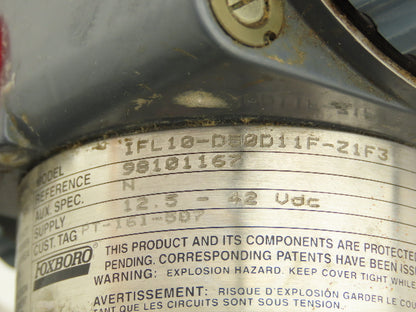 MODEL IFL10-D50D11F-Z1F3
REFERENCE 98101167
AUX. SPEC. N
SUPPLY 12.5 - 42 Vdc
CUST. TAG PT-161-507
FOXBORO
THIS PRODUCT AND ITS COMPONENTS ARE PROTECTED
PENDING. CORRESPONDING PATENTS HAVE BEEN ISSU
WARNING: EXPLOSION HAZARD. KEEP COVER TIGHT WHILE
AVERTISSEMENT: RISQUE D'EXPLOSION GARDER LE COU
TANT QUE LES CIRCUITS SONT SOUS TENSION.